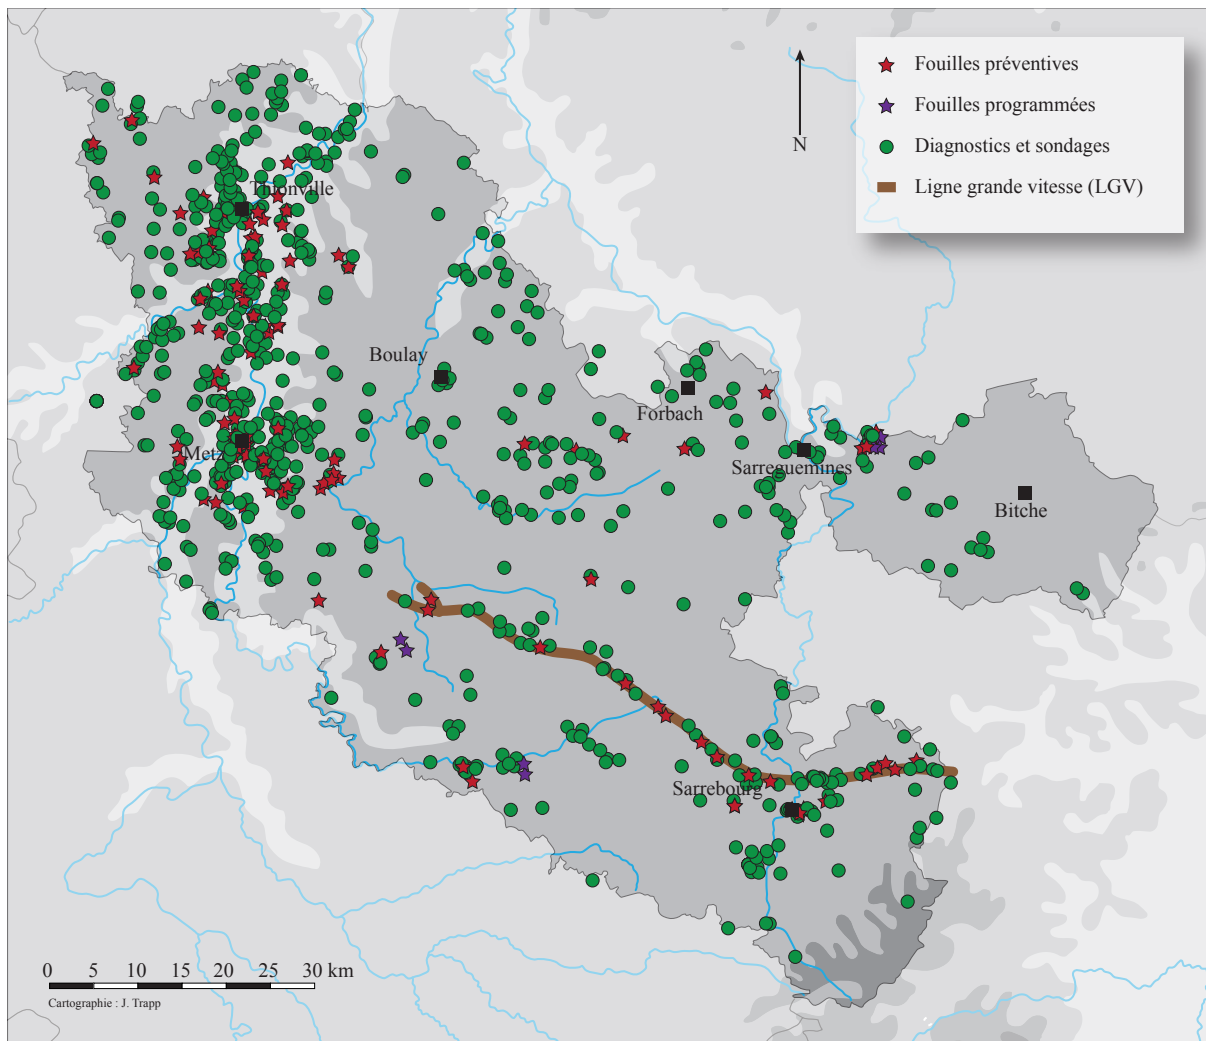 Fouilles préventives
Fouilles programmées
Diagnostics et sondages
Ligne grande vitesse (LGV)
N
Thionville
Boulay
Forbach
Metz
Sarreguemines
Bitche
Sarrebourg
0 5 10 15 20 25 30 km
Cartographie : J. Trapp